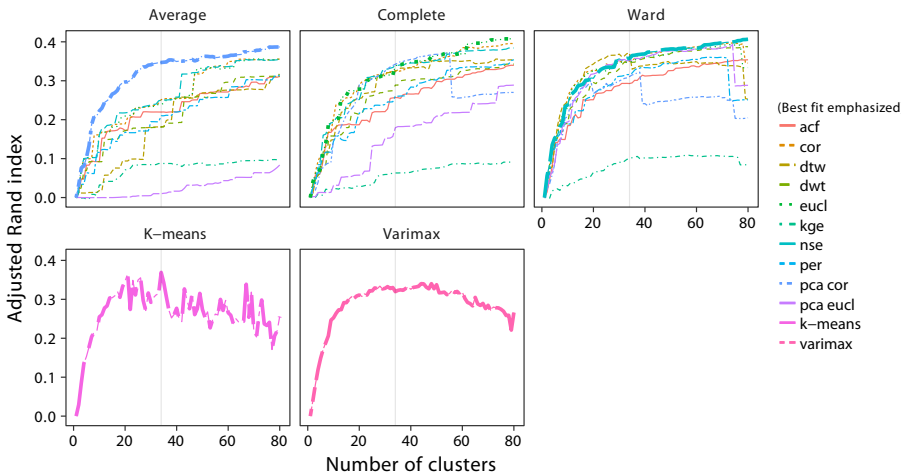 Average
Complete
Ward
0.4
0.3
0.2
0.1
0.0
0 20 40 60 80
K−means
Varimax
0.4
0.3
0.2
0.1
0.0
0 20 40 60 80
0 20 40 60 80
Adjusted Rand index
Number of clusters
(Best fit emphasized
acf
cor
dtw
dwt
eucl
kge
nse
per
pca cor
pca eucl
k−means
varimax